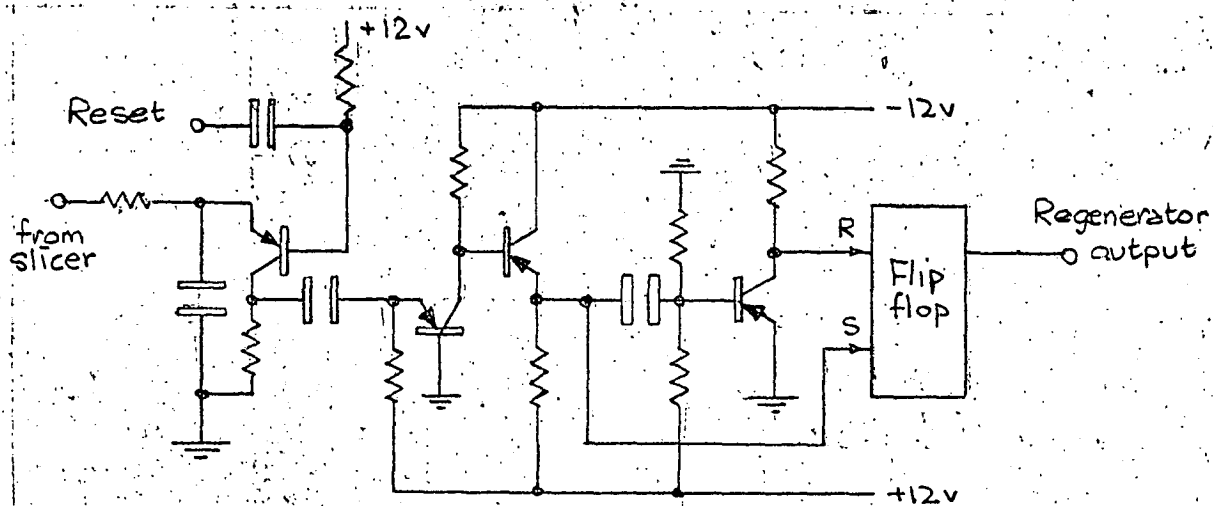 +12v
Reset
-12v
from
slicer
R
S
Flip
flop
Regenerator
output
+12v